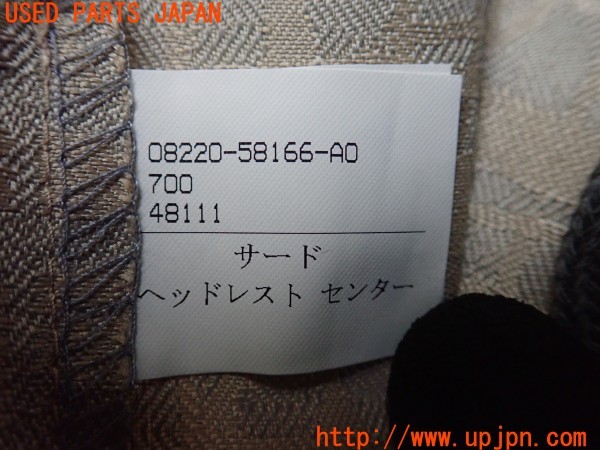 USED PARTS JAPAN
08220-58166-A0
700
48111
サード
ヘッドレスト センター
http://www.upjpn.com